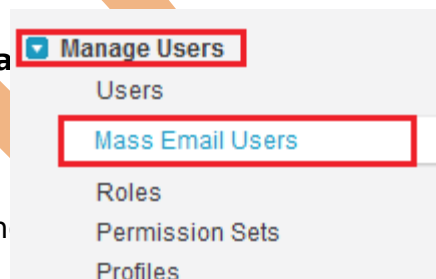 Manage Users
Users
Mass Email Users
Roles
Permission Sets
Profiles